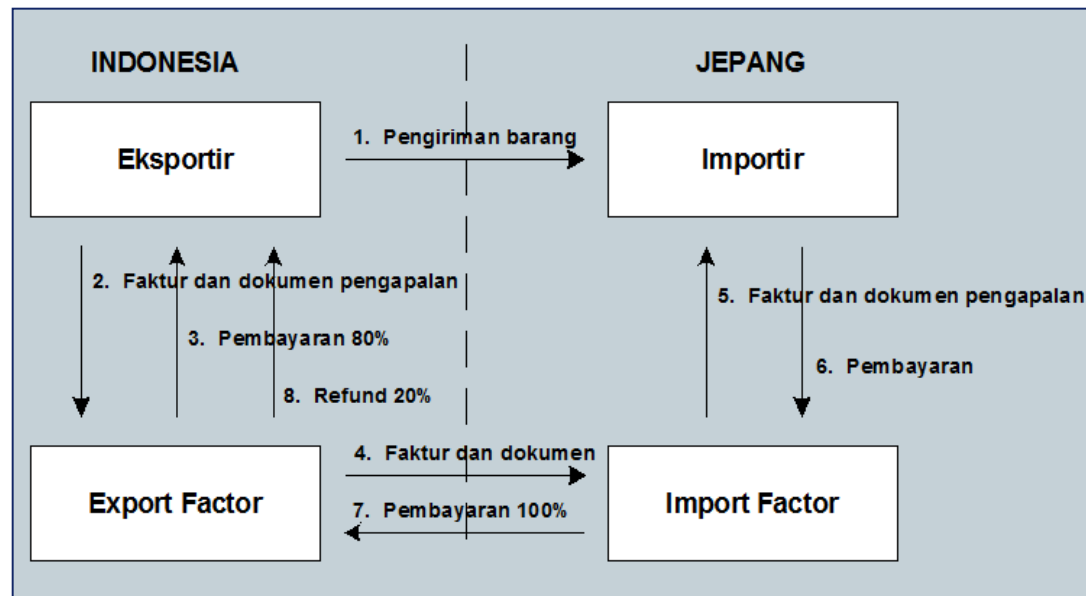 INDONESIA
JEPANG
Eksportir
1. Pengiriman barang
Importir
2. Faktur dan dokumen pengapalan
3. Pembayaran 80%
8. Refund 20%
5. Faktur dan dokumen pengapalan
6. Pembayaran
Export Factor
4. Faktur dan dokumen
7. Pembayaran 100%
Import Factor